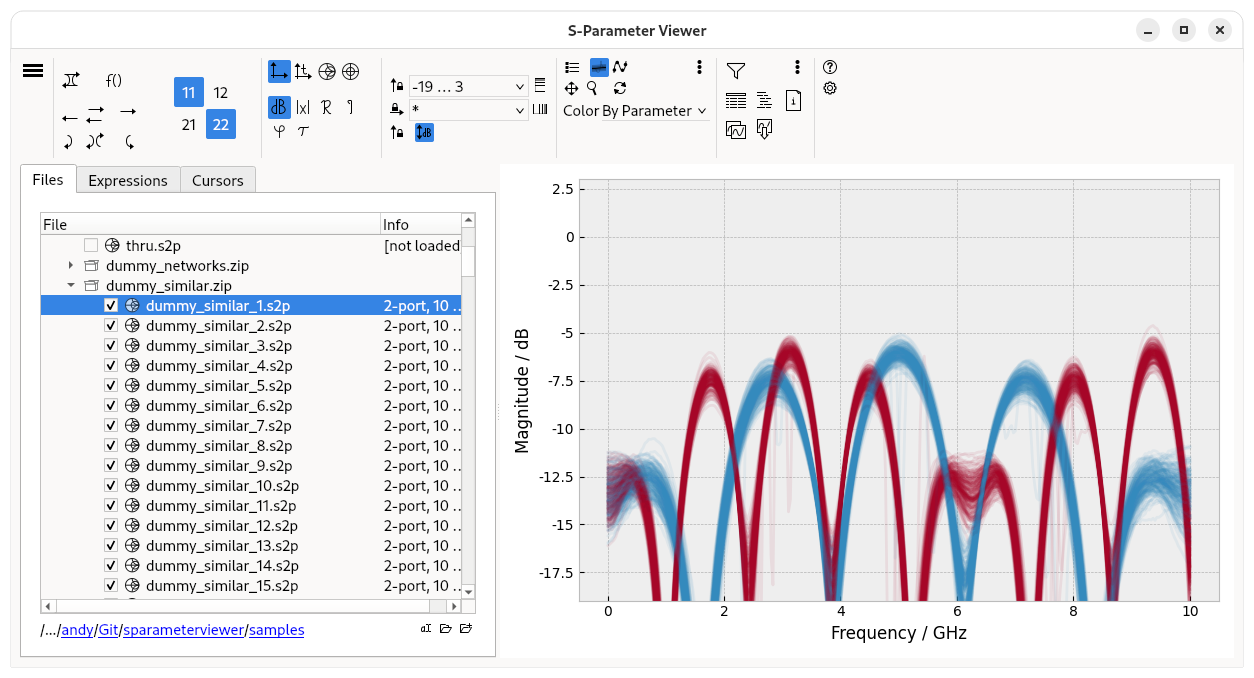 S-Parameter Viewer
f()
11 12
21 22
dB |x|
φ τ
-19 ... 3
*
dB
Color By Parameter
Files Expressions Cursors
File Info
thru.s2p [not loaded
dummy_networks.zip
dummy_similar.zip
dummy_similar_1.s2p 2-port, 10 ..
dummy_similar_2.s2p 2-port, 10 ..
dummy_similar_3.s2p 2-port, 10 ..
dummy_similar_4.s2p 2-port, 10 ..
dummy_similar_5.s2p 2-port, 10 ..
dummy_similar_6.s2p 2-port, 10 ..
dummy_similar_7.s2p 2-port, 10 ..
dummy_similar_8.s2p 2-port, 10 ..
dummy_similar_9.s2p 2-port, 10 ..
dummy_similar_10.s2p 2-port, 10 ..
dummy_similar_11.s2p 2-port, 10 ..
dummy_similar_12.s2p 2-port, 10 ..
dummy_similar_13.s2p 2-port, 10 ..
dummy_similar_14.s2p 2-port, 10 ..
dummy_similar_15.s2p 2-port, 10 ..
/.../andy/Git/sparameterviewer/samples
Magnitude / dB
2.5
0
-2.5
-5
-7.5
-10
-12.5
-15
-17.5
0 2 4 6 8 10
Frequency / GHz